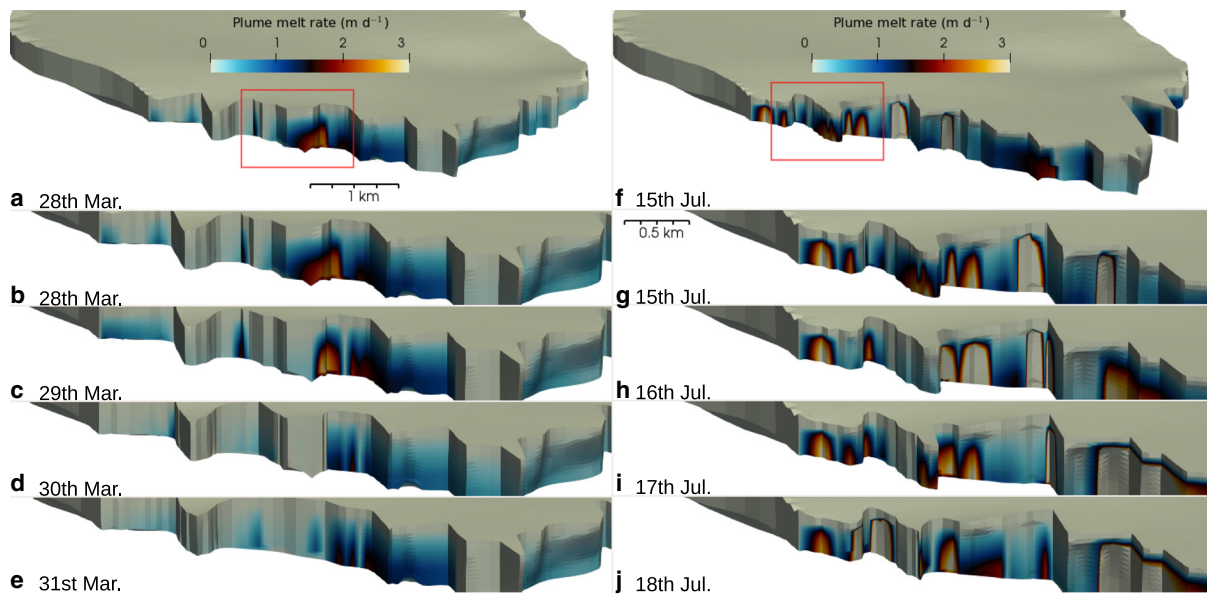 Plume melt rate (m d⁻¹)
0 1 2 3
1 km
a 28th Mar.
b 28th Mar.
c 29th Mar.
d 30th Mar.
e 31st Mar.
Plume melt rate (m d⁻¹)
0 1 2 3
f 15th Jul.
0.5 km
g 15th Jul.
h 16th Jul.
i 17th Jul.
j 18th Jul.